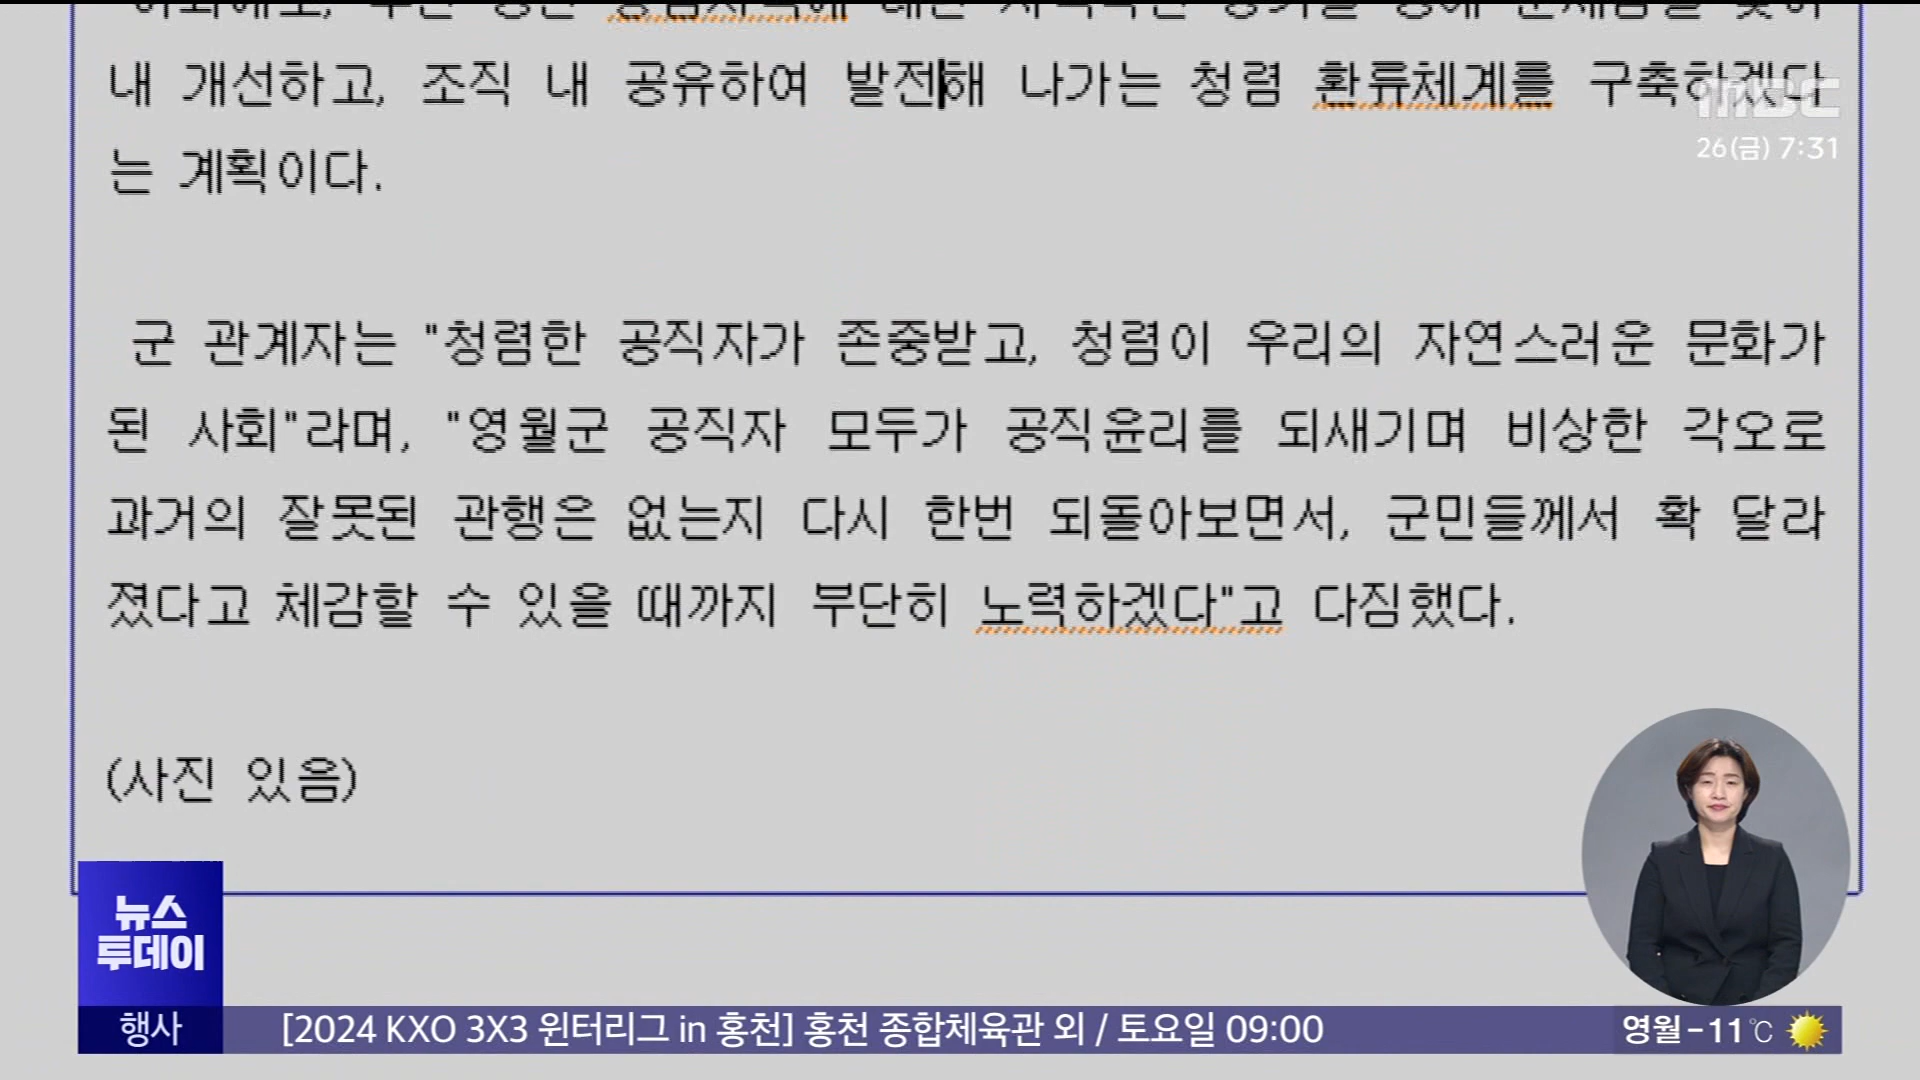 내 개선하고, 조직 내 공유하여 발전해 나가는 청렴 환류체계를 구축하겠다
는 계획이다.
군 관계자는 "청렴한 공직자가 존중받고, 청렴이 우리의 자연스러운 문화가
된 사회"라며, "영월군 공직자 모두가 공직윤리를 되새기며 비상한 각오로
과거의 잘못된 관행은 없는지 다시 한번 되돌아보면서, 군민들께서 확 달라
졌다고 체감할 수 있을 때까지 부단히 노력하겠다"고 다짐했다.
(사진 있음)
MBC
26(금) 7:31
뉴스
투데이
행사
[2024 KXO 3X3 윈터리그 in 홍천] 홍천 종합체육관 외 / 토요일 09:00
영월 -11℃